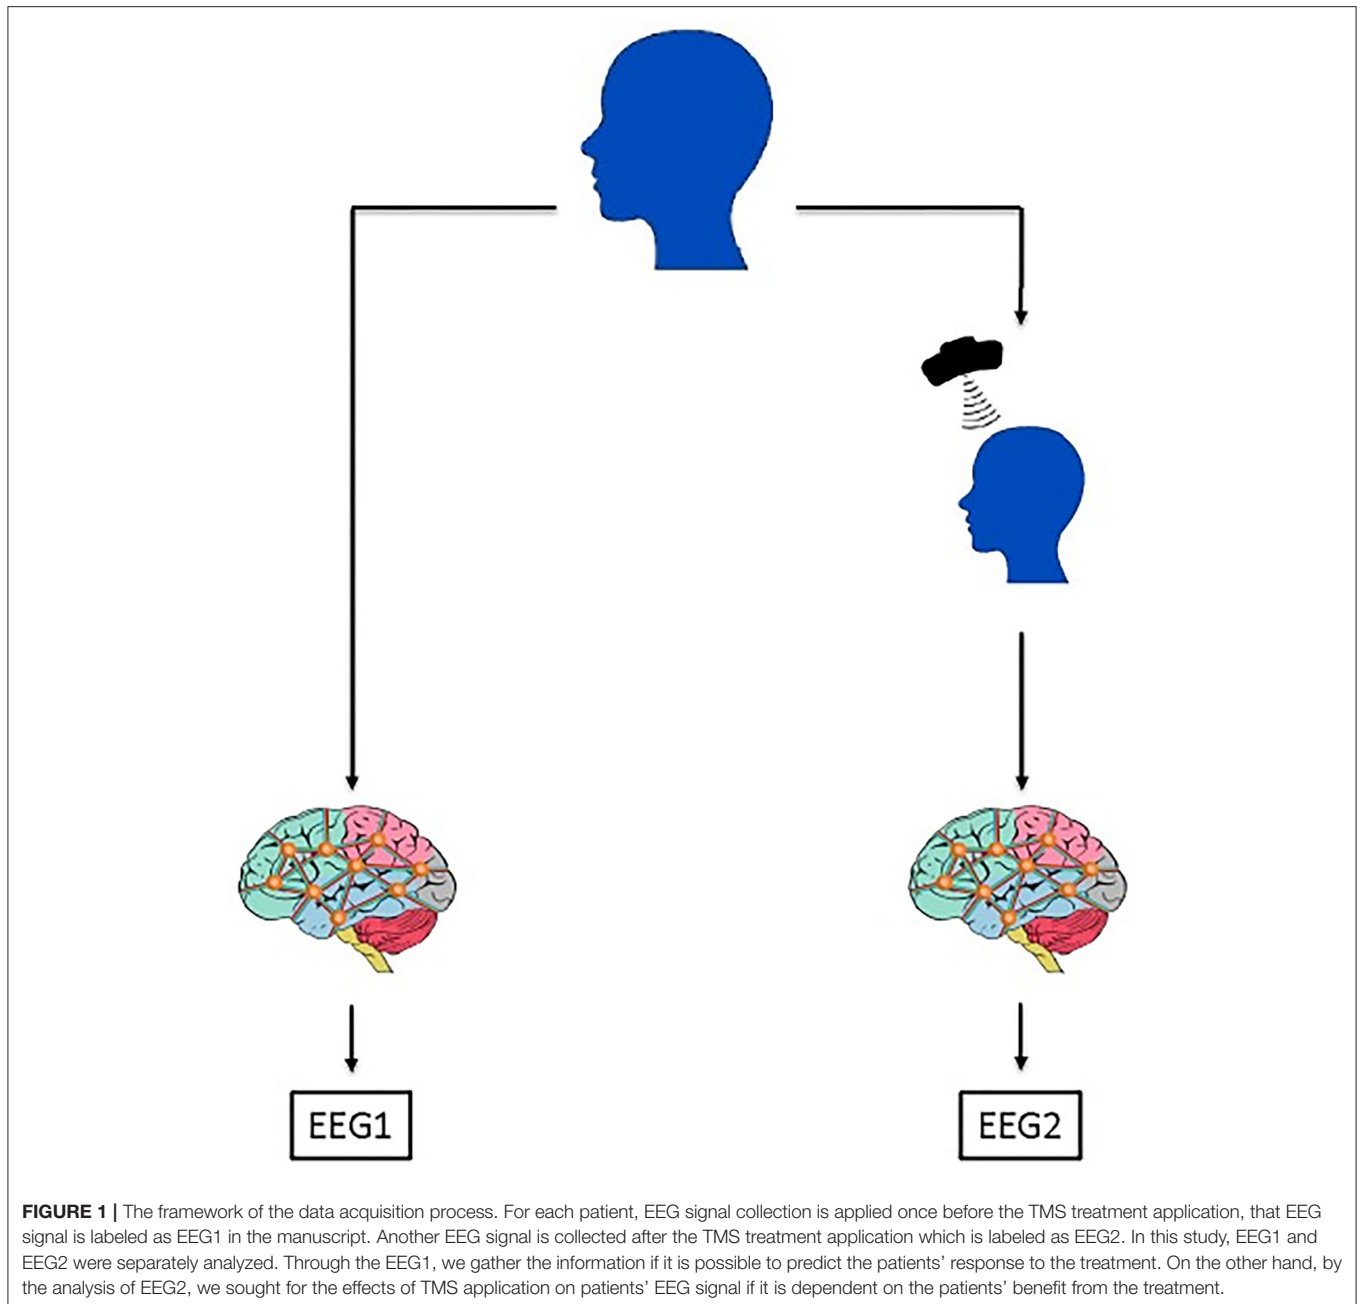 EEG1
EEG2
FIGURE 1 | The framework of the data acquisition process. For each patient, EEG signal collection is applied once before the TMS treatment application, that EEG
signal is labeled as EEG1 in the manuscript. Another EEG signal is collected after the TMS treatment application which is labeled as EEG2. In this study, EEG1 and
EEG2 were separately analyzed. Through the EEG1, we gather the information if it is possible to predict the patients’ response to the treatment. On the other hand, by
the analysis of EEG2, we sought for the effects of TMS application on patients’ EEG signal if it is dependent on the patients’ benefit from the treatment.